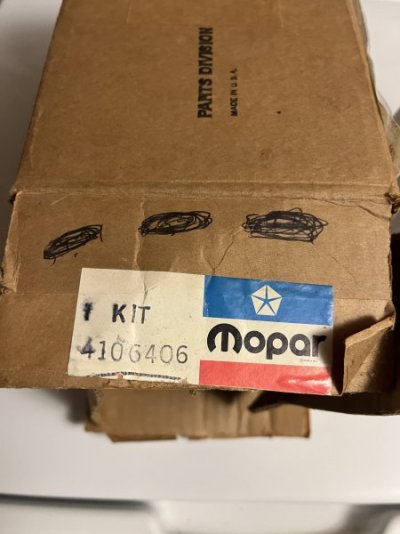 PARTS DIVISION
MADE IN U.S.A.
1 KIT
4106406
Mopar